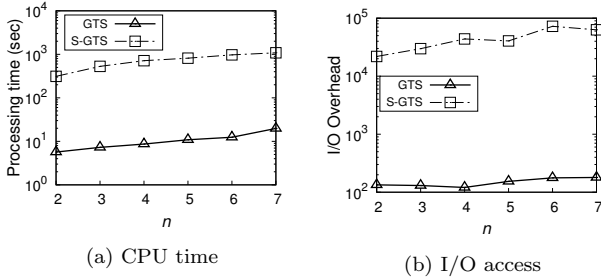 Processing time (sec)
10^4
10^3
10^2
10^1
10^0
GTS
S-GTS
2 3 4 5 6 7
n
(a) CPU time
I/O Overhead
10^5
10^4
10^3
10^2
GTS
S-GTS
2 3 4 5 6 7
n
(b) I/O access